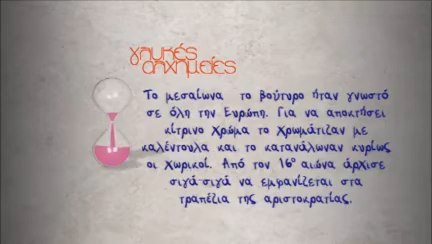 γλυκές
αλχημείες
Το μεσαίωνα το βούτυρο ήταν γνωστό
σε όλη την Ευρώπη. Για να αποκτήσει
κίτρινο χρώμα το χρωμάτιζαν με
καλέντουλα και το κατανάλωναν κυρίως
οι χωρικοί. Από τον 16ο αιώνα άρχισε
σιγά-σιγά να εμφανίζεται στα
τραπέζια της αριστοκρατίας.